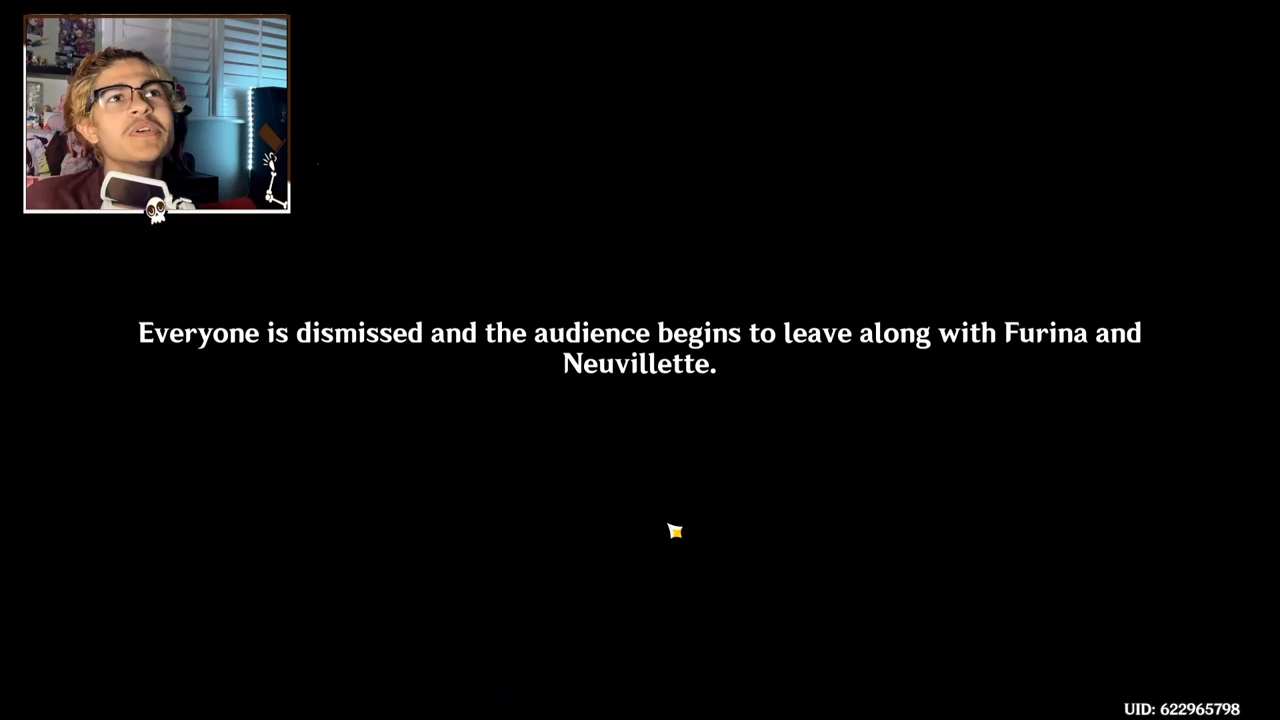 Everyone is dismissed and the audience begins to leave along with Furina and
Neuvillette.
UID: 622965798